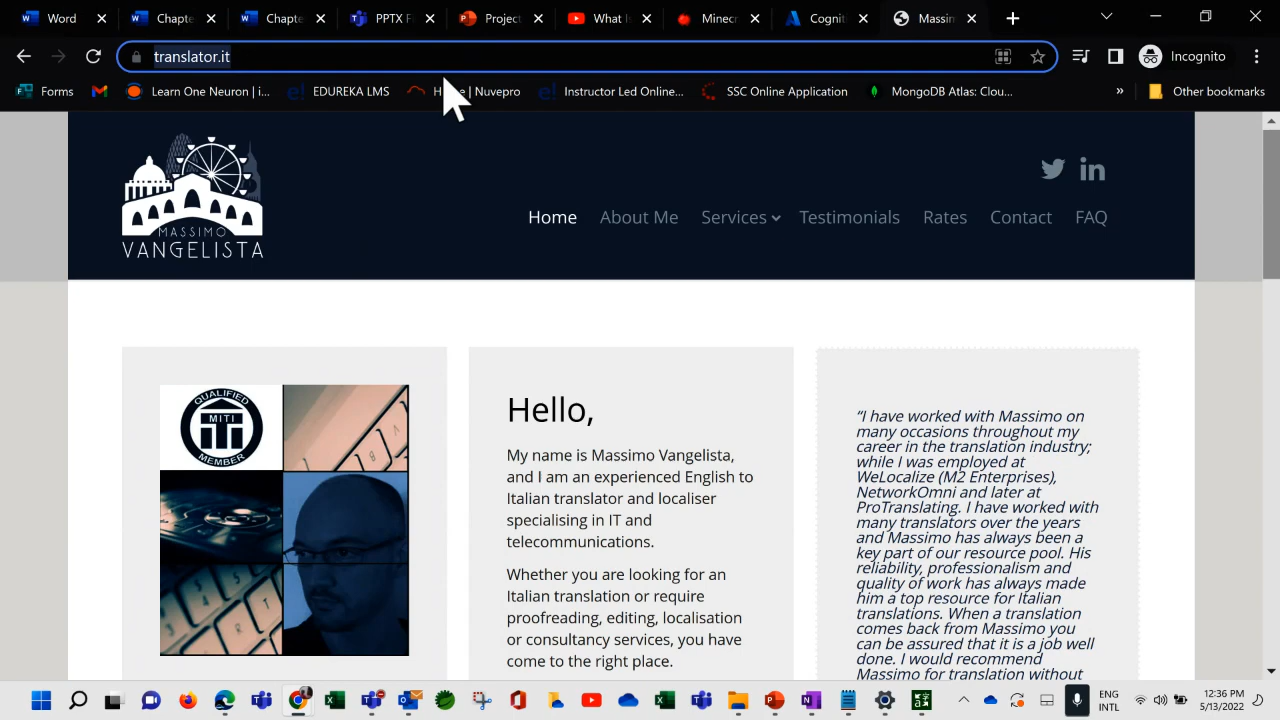 Word
Chapte
Chapte
PPTX F
Project
What I
Minecr
Cognit
Massim
translator.it
Incognito
Forms
Learn One Neuron | i...
EDUREKA LMS
H e | Nuvepro
Instructor Led Online...
SSC Online Application
MongoDB Atlas: Clou...
»
Other bookmarks
MASSIMO
VANGELISTA
Home
About Me
Services
Testimonials
Rates
Contact
FAQ
QUALIFIED
MITI
iTi
MEMBER
Hello,
My name is Massimo Vangelista,
and I am an experienced English to
Italian translator and localiser
specialising in IT and
telecommunications.
Whether you are looking for an
Italian translation or require
proofreading, editing, localisation
or consultancy services, you have
come to the right place.
“I have worked with Massimo on
many occasions throughout my
career in the translation industry;
while I was employed at
WeLocalize (M2 Enterprises),
NetworkOmni and later at
ProTranslating. I have worked with
many translators over the years
and Massimo has always been a
key part of our resource pool. His
reliability, professionalism and
quality of work has always made
him a top resource for Italian
translations. When a translation
comes back from Massimo you
can be assured that it is a job well
done. I would recommend
Massimo for translation without
ENG
INTL
12:36 PM
5/13/2022